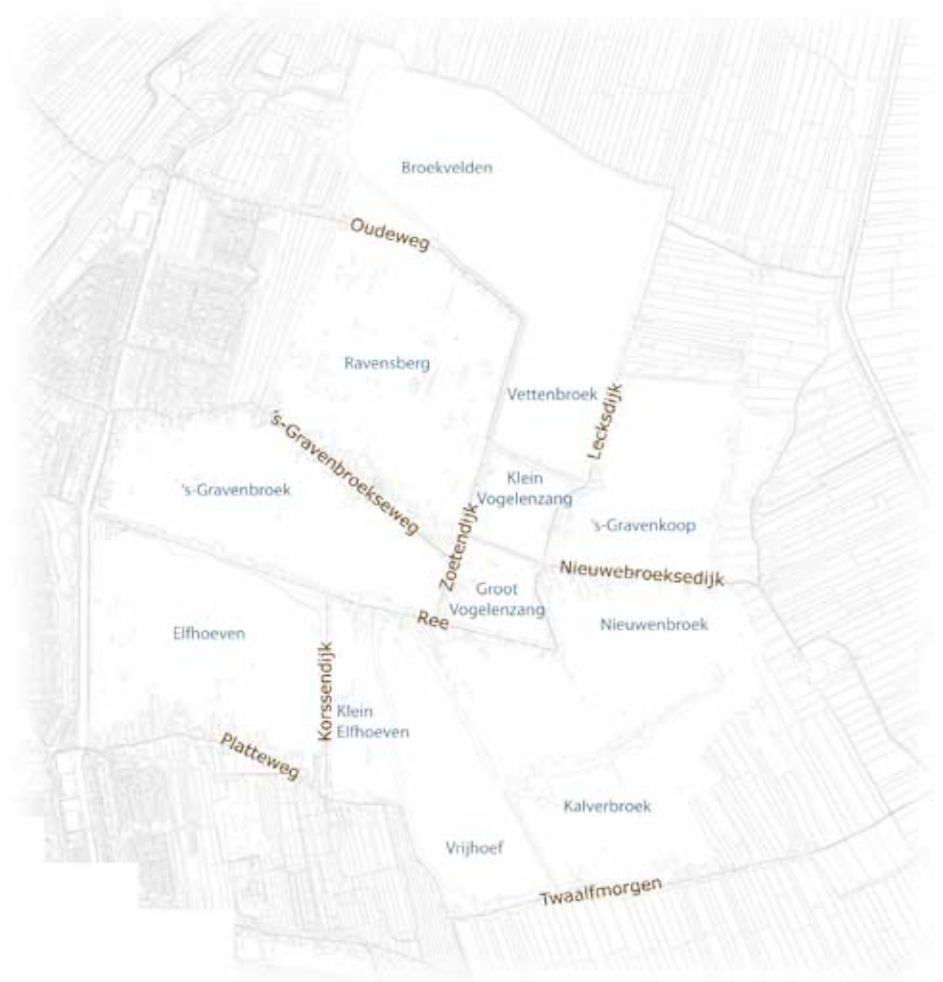 Broekvelden
Oudeweg
Ravensberg
Vettenbroek
Lecksdijk
's-Gravenbroekseweg
's-Gravenbroek
Klein
Vogelenzang
's-Gravenkoop
Zoetendijk
Nieuwebroeksedijk
Groot
Vogelenzang
Ree
Nieuwenbroek
Elfhoeven
Korssendijk
Klein
Elfhoeven
Platteweg
Kalverbroek
Vrijhoef
Twaalfmorgen